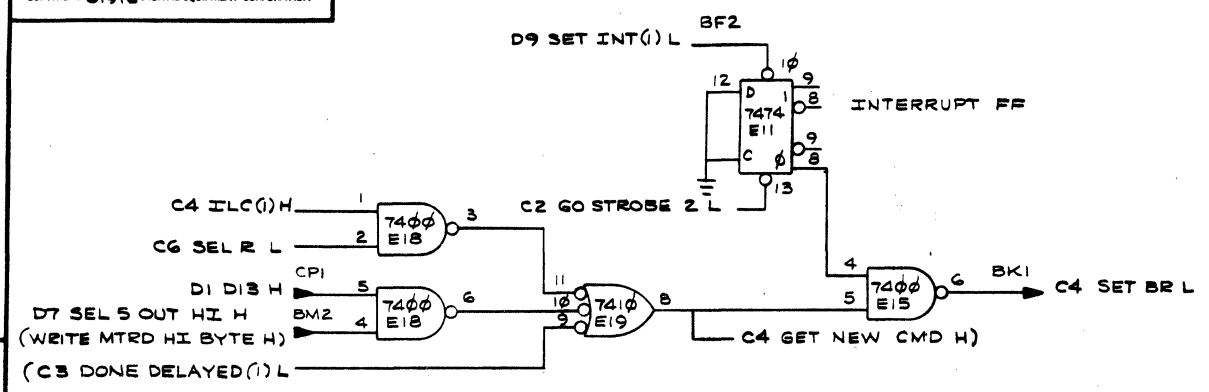 BF2
D9 SET INT(1) L
10
12
9
D
1
8
7474
INTERRUPT FF
E11
9
C
0
8
13
C2 GO STROBE 2 L
C4 ILC(1) H
1
7400
3
E18
C6 SEL R L
2
4
7400
6
BK1
C4 SET BR L
E15
5
CP1
D1 D13 H
5
11
7400
6
10
7410
8
E18
E19
9
D7 SEL 5 OUT HI H
BM2
4
(WRITE MTRD HI BYTE H)
C4 GET NEW CMD H)
(C3 DONE DELAYED(1) L